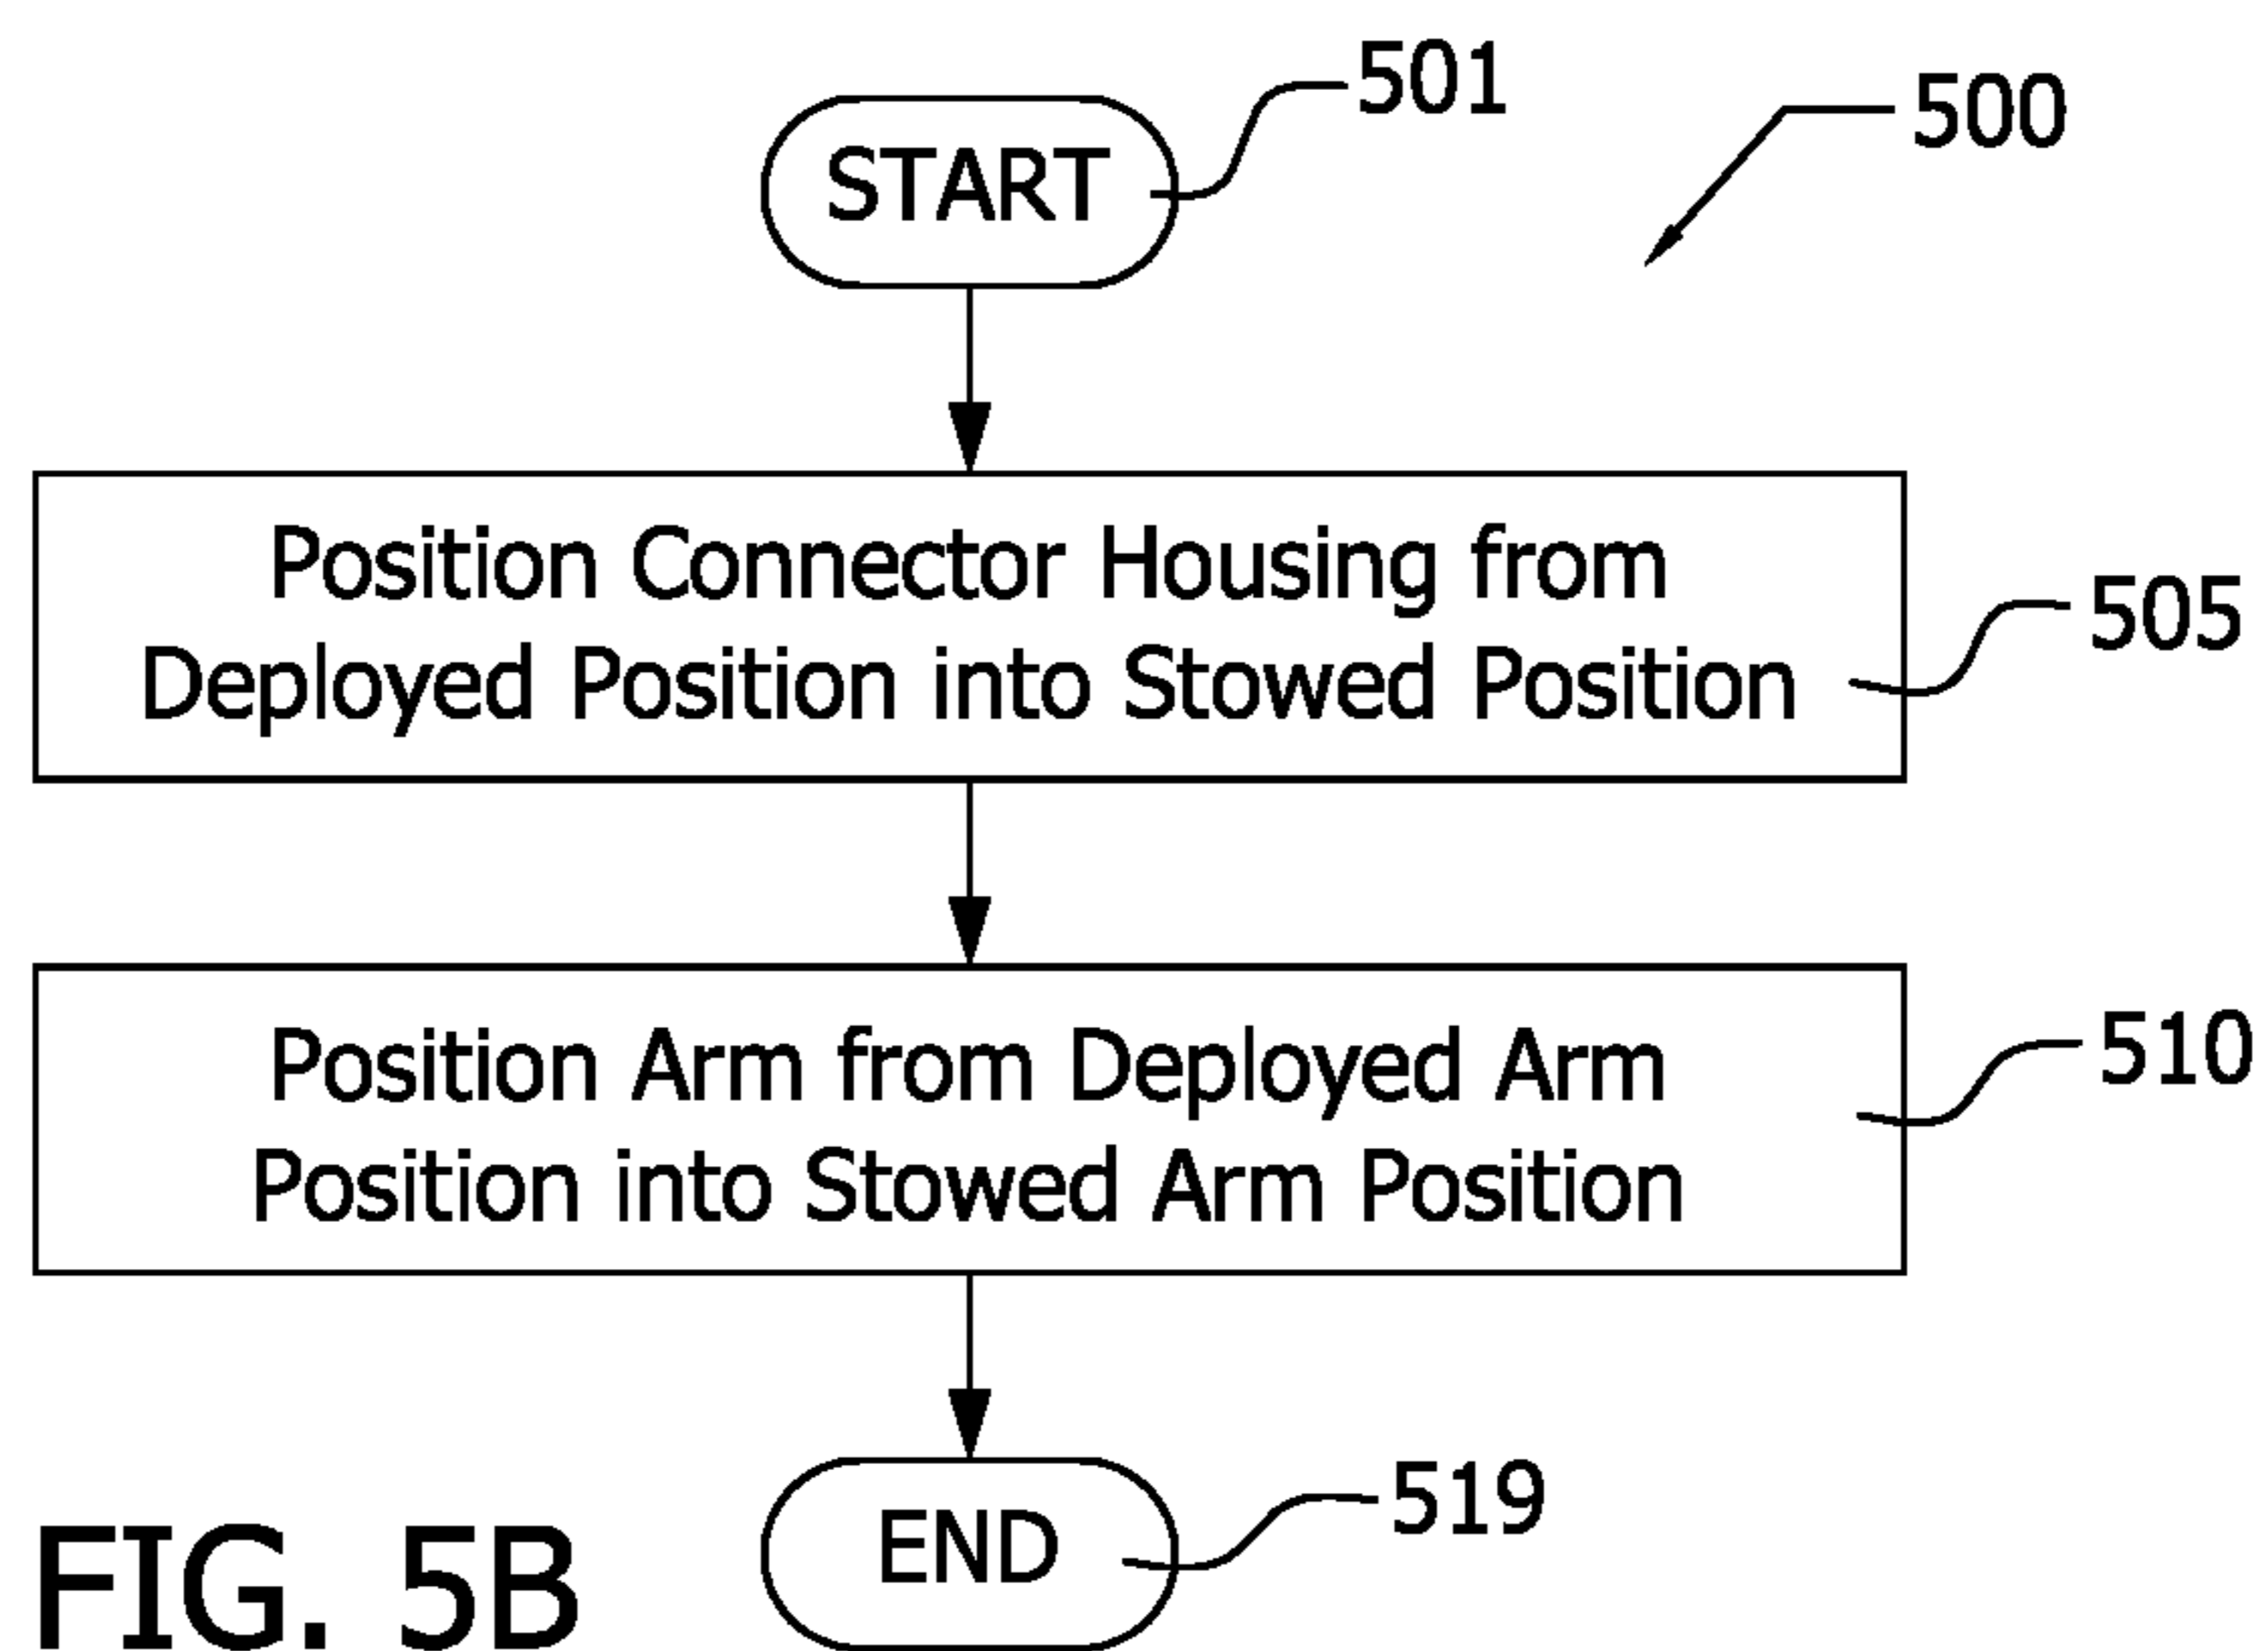 501
500
START
Position Connector Housing from
Deployed Position into Stowed Position
505
Position Arm from Deployed Arm
Position into Stowed Arm Position
510
END
519
FIG. 5B